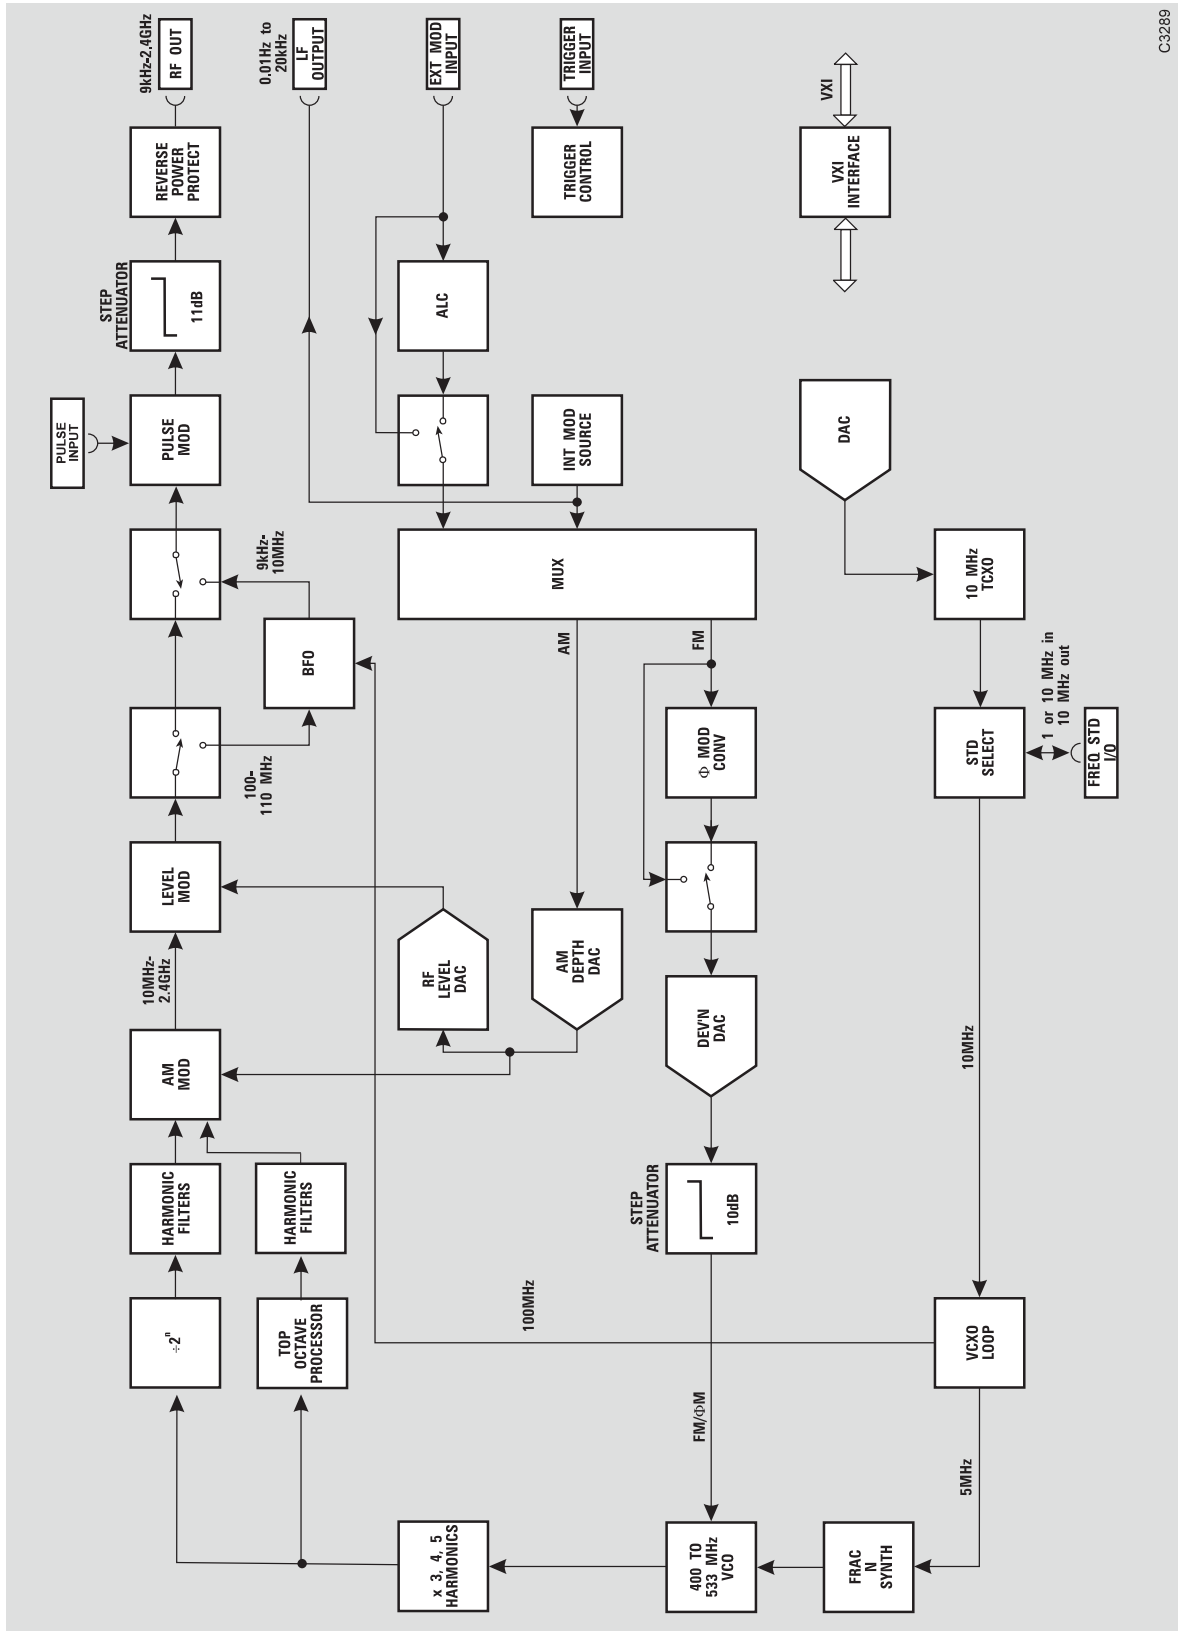 ÷2ⁿ
HARMONIC
FILTERS
AM
MOD
10MHz-
2.4GHz
LEVEL
MOD
PULSE
INPUT
PULSE
MOD
STEP
ATTENUATOR
11dB
REVERSE
POWER
PROTECT
9kHz-2.4GHz
RF OUT
TOP
OCTAVE
PROCESSOR
HARMONIC
FILTERS
100-
110 MHz
BFO
9kHz-
10MHz
0.01Hz to
20kHz
LF
OUTPUT
x 3, 4, 5
HARMONICS
100MHz
RF
LEVEL
DAC
ALC
EXT MOD
INPUT
AM
DEPTH
DAC
AM
MUX
INT MOD
SOURCE
TRIGGER
CONTROL
TRIGGER
INPUT
400 TO
533 MHz
VCO
FM/ΦM
STEP
ATTENUATOR
10dB
DEV'N
DAC
Φ MOD
CONV
FM
FRAC
N
SYNTH
5MHz
VCXO
LOOP
10MHz
STD
SELECT
1 or 10 MHz in
10 MHz out
FREQ STD
I/O
10 MHz
TCXO
DAC
VXI
INTERFACE
VXI
C3289